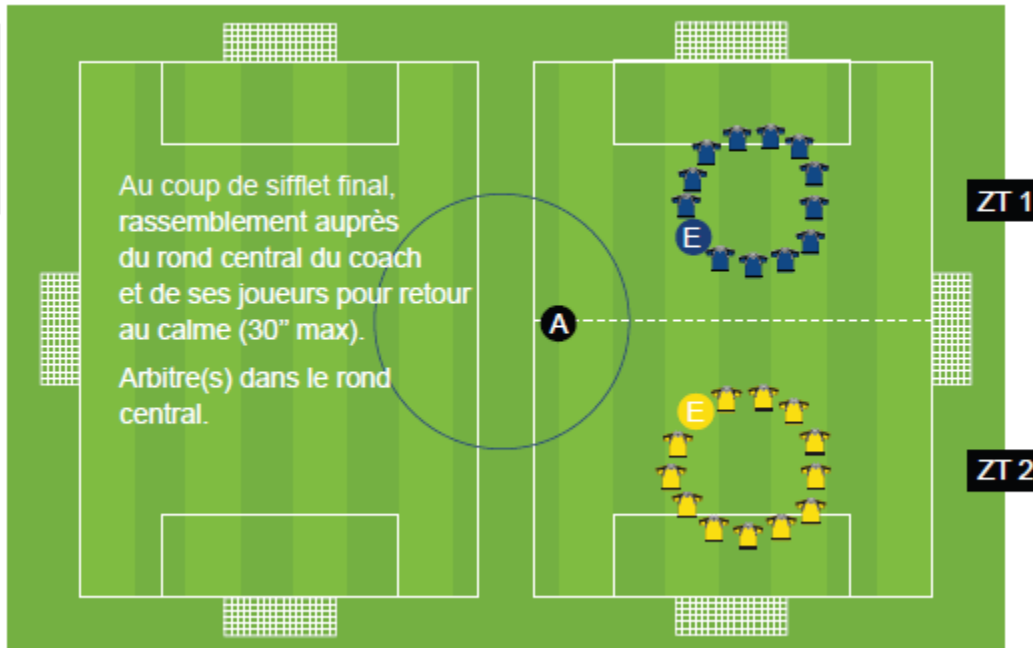 Au coup de sifflet final,
rassemblement auprès
du rond central du coach
et de ses joueurs pour retour
au calme (30” max).
Arbitre(s) dans le rond
central.
E
A
E
ZT 1
ZT 2